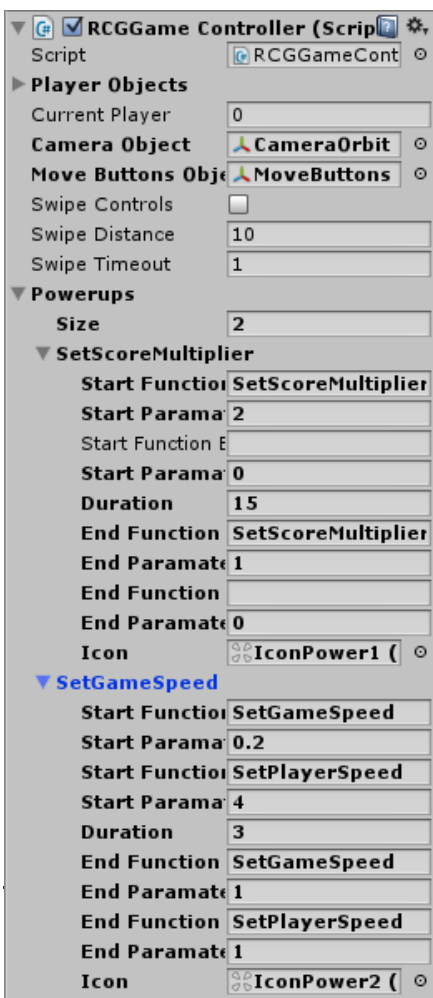 RCGGame Controller (Scrip
Script RCGGameCont
Player Objects
Current Player 0
Camera Object CameraOrbit
Move Buttons Obje MoveButtons
Swipe Controls
Swipe Distance 10
Swipe Timeout 1
Powerups
Size 2
SetScoreMultiplier
Start Function SetScoreMultiplier
Start Parama 2
Start Function E
Start Parama 0
Duration 15
End Function SetScoreMultiplier
End Paramate 1
End Function
End Paramate 0
Icon IconPower1 (
SetGameSpeed
Start Function SetGameSpeed
Start Parama 0.2
Start Function SetPlayerSpeed
Start Parama 4
Duration 3
End Function SetGameSpeed
End Paramate 1
End Function SetPlayerSpeed
End Paramate 1
Icon IconPower2 (